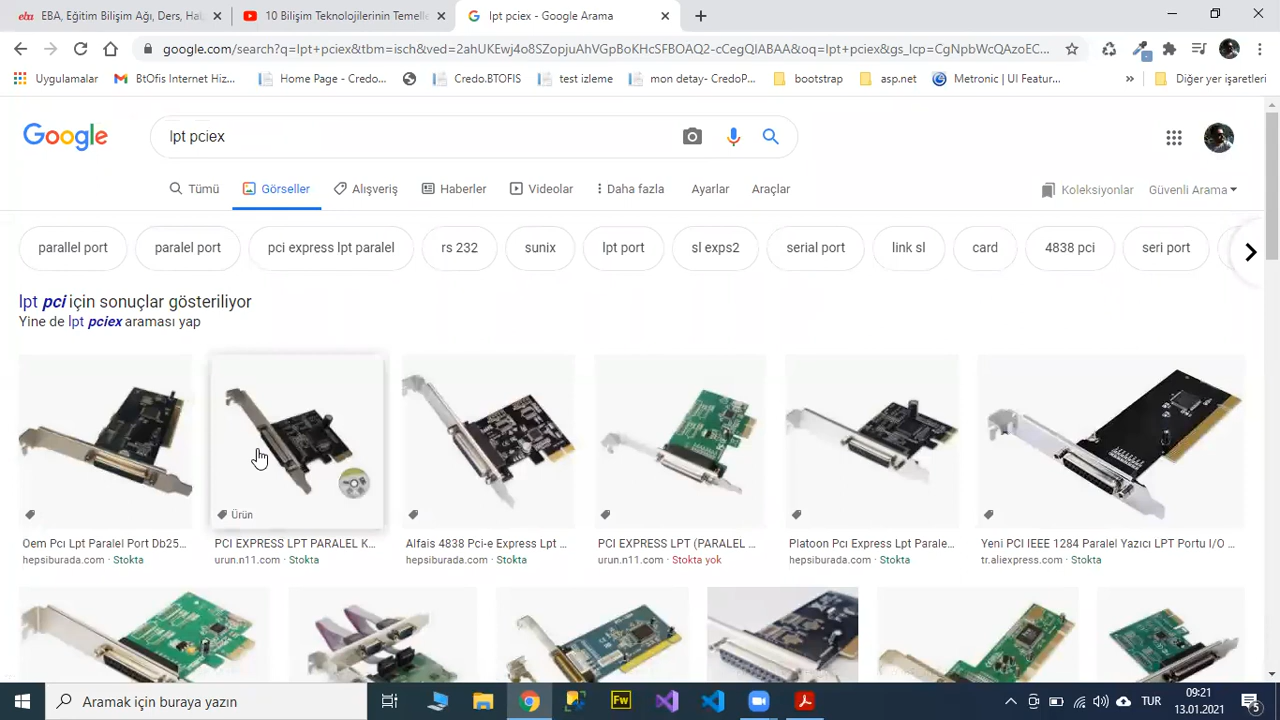 EBA, Eğitim Bilişim Ağı, Ders, Hak
10 Bilişim Teknolojilerinin Temelle
lpt pciex - Google Arama
google.com/search?q=lpt+pciex&tbm=isch&ved=2ahUKEwj4o8SZopjuAhVGpBoKHcSFBOAQ2-cCegQIABAA&oq=lpt+pciex&gs_lcp=CgNpbWcQAzoEC...
Uygulamalar
BtOfis Internet Hiz...
Home Page - Credo...
Credo.BTOFIS
test izleme
mon detay- CredoP...
bootstrap
asp.net
Metronic | UI Featur...
Diğer yer işaretleri
Google
lpt pciex
Tümü
Görseller
Alışveriş
Haberler
Videolar
Daha fazla
Ayarlar
Araçlar
Koleksiyonlar
Güvenli Arama
parallel port
paralel port
pci express lpt paralel
rs 232
sunix
lpt port
sl exps2
serial port
link sl
card
4838 pci
seri port
lpt pci için sonuçlar gösteriliyor
Yine de lpt pciex araması yap
Ürün
Oem Pcı Lpt Paralel Port Db25...
hepsiburada.com · Stokta
PCI EXPRESS LPT PARALEL K...
urun.n11.com · Stokta
Alfais 4838 Pci-e Express Lpt ...
hepsiburada.com · Stokta
PCI EXPRESS LPT (PARALEL ...
urun.n11.com · Stokta yok
Platoon Pcı Express Lpt Parale...
hepsiburada.com · Stokta
Yeni PCI IEEE 1284 Paralel Yazıcı LPT Portu I/O ...
tr.aliexpress.com · Stokta
Aramak için buraya yazın
Fw
TUR
09:21
13.01.2021
5